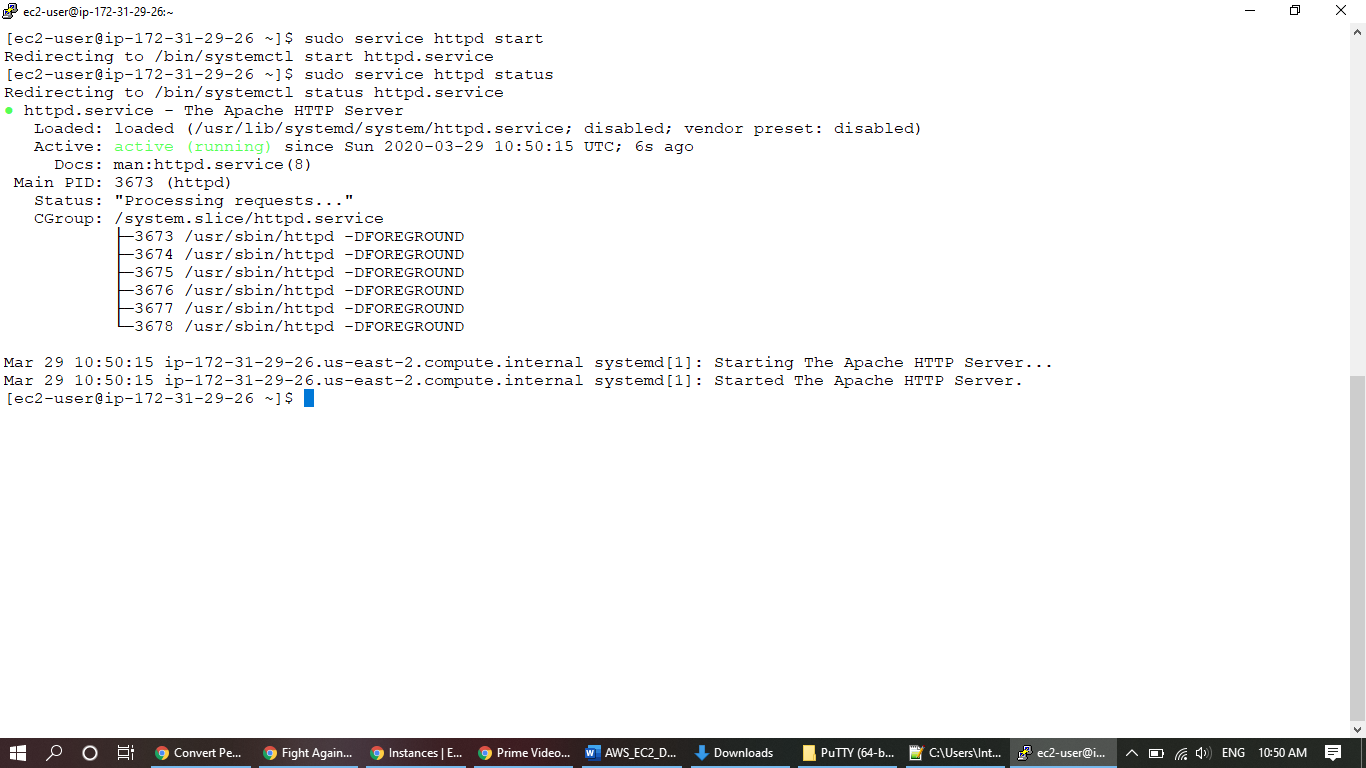 ec2-user@ip-172-31-29-26:~
[ec2-user@ip-172-31-29-26 ~]$ sudo service httpd start
Redirecting to /bin/systemctl start httpd.service
[ec2-user@ip-172-31-29-26 ~]$ sudo service httpd status
Redirecting to /bin/systemctl status httpd.service
● httpd.service - The Apache HTTP Server
Loaded: loaded (/usr/lib/systemd/system/httpd.service; disabled; vendor preset: disabled)
Active: active (running) since Sun 2020-03-29 10:50:15 UTC; 6s ago
Docs: man:httpd.service(8)
Main PID: 3673 (httpd)
Status: "Processing requests..."
CGroup: /system.slice/httpd.service
├─3673 /usr/sbin/httpd -DFOREGROUND
├─3674 /usr/sbin/httpd -DFOREGROUND
├─3675 /usr/sbin/httpd -DFOREGROUND
├─3676 /usr/sbin/httpd -DFOREGROUND
├─3677 /usr/sbin/httpd -DFOREGROUND
└─3678 /usr/sbin/httpd -DFOREGROUND
Mar 29 10:50:15 ip-172-31-29-26.us-east-2.compute.internal systemd[1]: Starting The Apache HTTP Server...
Mar 29 10:50:15 ip-172-31-29-26.us-east-2.compute.internal systemd[1]: Started The Apache HTTP Server.
[ec2-user@ip-172-31-29-26 ~]$
Convert Pe... Fight Again... Instances | E... Prime Video... AWS_EC2_D... Downloads PuTTY (64-b... C:\Users\Int... ec2-user@i... ENG 10:50 AM